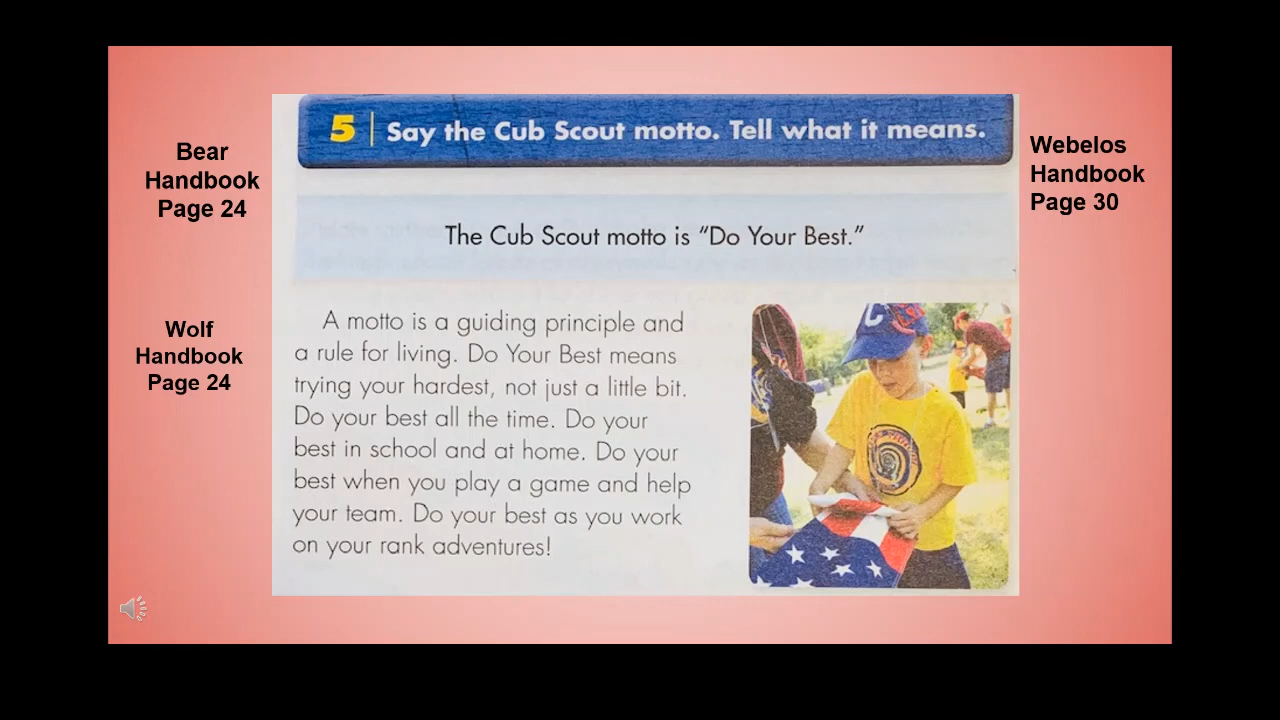 Bear
Handbook
Page 24
Wolf
Handbook
Page 24
5 Say the Cub Scout motto. Tell what it means.
The Cub Scout motto is “Do Your Best.”
A motto is a guiding principle and
a rule for living. Do Your Best means
trying your hardest, not just a little bit.
Do your best all the time. Do your
best in school and at home. Do your
best when you play a game and help
your team. Do your best as you work
on your rank adventures!
C
Webelos
Handbook
Page 30